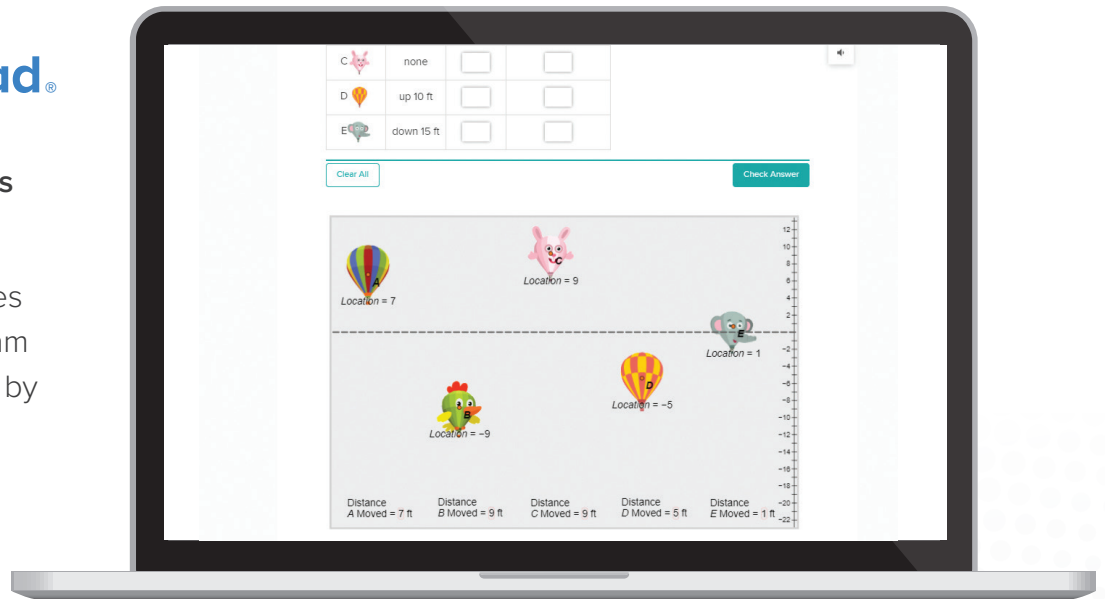 ad®
s
es
am
by
C none
D up 10 ft
E down 15 ft
Clear All
Check Answer
12
10
8
6
4
2
−2
−4
−6
−8
−10
−12
−14
−16
−18
−20
−22
A
Location = 7
C
Location = 9
E
Location = 1
D
Location = −5
B
Location = −9
Distance
A Moved = 7 ft
Distance
B Moved = 9 ft
Distance
C Moved = 9 ft
Distance
D Moved = 5 ft
Distance
E Moved = 1 ft